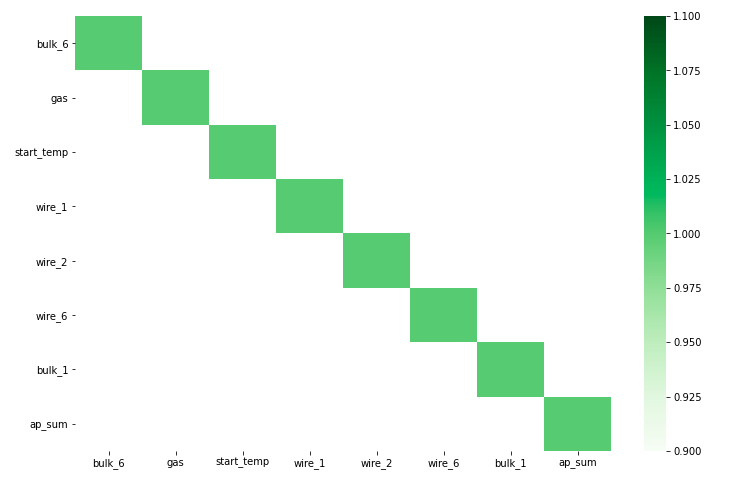 bulk_6
gas
start_temp
wire_1
wire_2
wire_6
bulk_1
ap_sum
bulk_6 gas start_temp wire_1 wire_2 wire_6 bulk_1 ap_sum
1.100
1.075
1.050
1.025
1.000
0.975
0.950
0.925
0.900